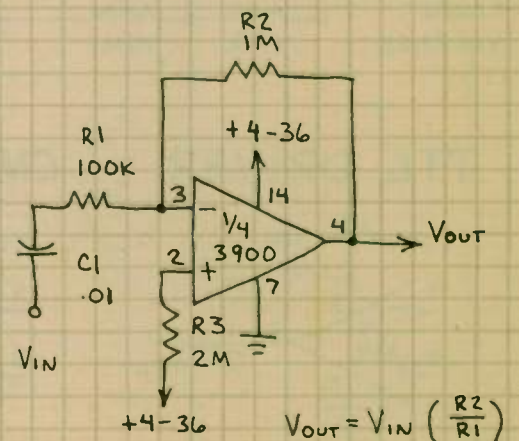 R2
1M
+4-36
R1
100K
3
14
-
1/4
3900
4
VOUT
2
+
7
C1
.01
R3
2M
VIN
+4-36
VOUT = VIN (R2/R1)